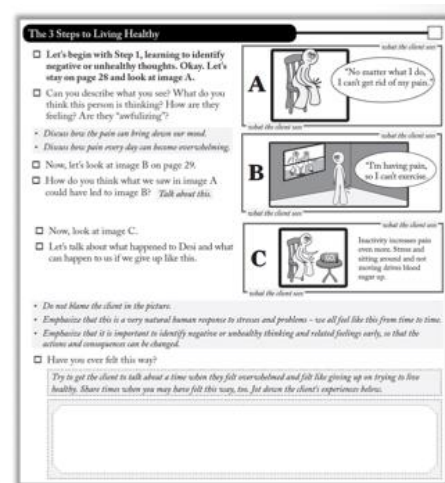 The 3 Steps to Living Healthy
Let's begin with Step 1, learning to identify
negative or unhealthy thoughts. Okay. Let's
stay on page 28 and look at image A.
Can you describe what you see? What do you
think this person is thinking? How are they
feeling? Are they "awfulizing"?
• Discuss how the pain can bring down our mood.
• Discuss how pain every day can become overwhelming.
Now, let's look at image B on page 29.
How do you think what we saw in image A
could have led to image B? Talk about this.
Now, look at image C.
Let's talk about what happened to Desi and what
can happen to us if we give up like this.
what the client sees
A
"No matter what I do,
I can't get rid of my pain."
what the client sees
what the client sees
B
"I'm having pain,
so I can't exercise.
what the client sees
what the client sees
C
Inactivity increases pain
even more. Stress and
sitting around and not
moving drives blood
sugar up.
what the client sees
• Do not blame the client in the picture.
• Emphasize that this is a very natural human response to stresses and problems – we all feel like this from time to time.
• Emphasize that it is important to identify negative or unhealthy thinking and related feelings early, so that the
actions and consequences can be changed.
Have you ever felt this way?
Try to get the client to talk about a time when they felt overwhelmed and felt like giving up on trying to live
healthy. Share times when you may have felt this way, too. Jot down the client's experiences below.